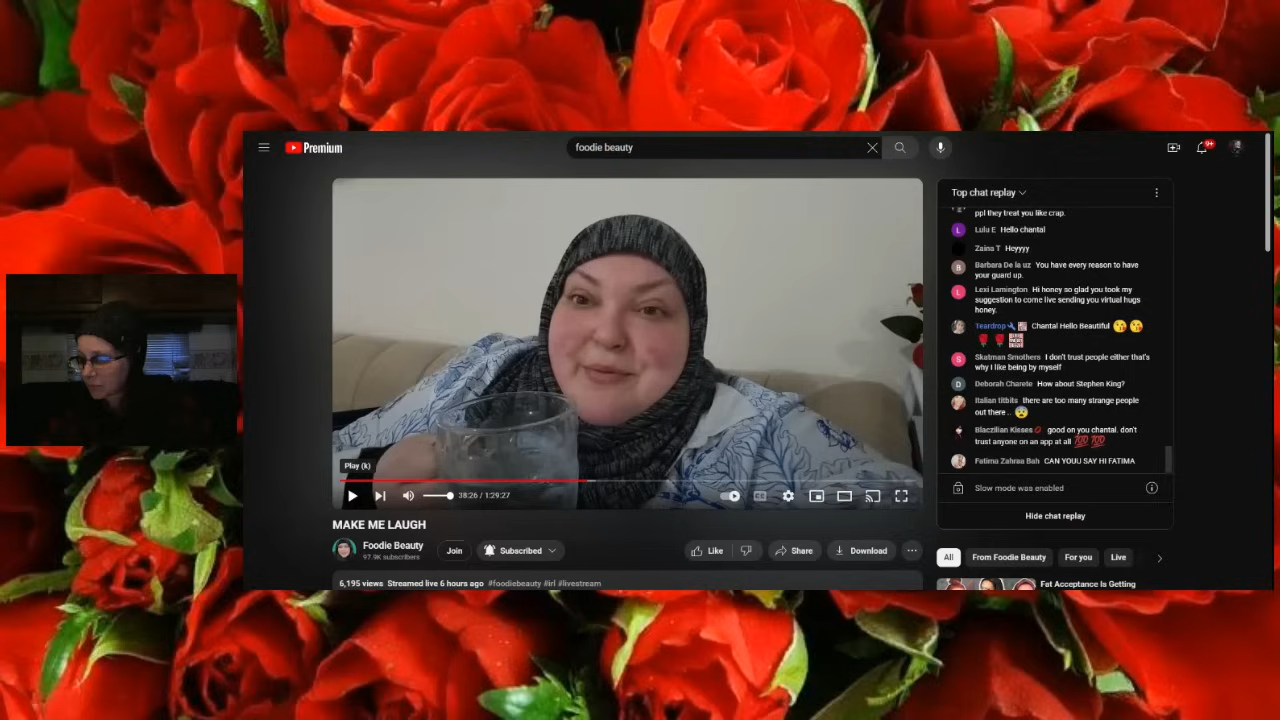 Premium
foodie beauty
9+
Top chat replay
ppl they treat you like crap.
L Lulu E Hello chantal
Zaina T Heyyy
B Barbara De la uz You have every reason to have
your guard up.
L Lexi Lamington Hi honey so glad you took my
suggestion to come live sending you virtual hugs
honey.
Teardrop Chantal Hello Beautiful
S Skatman Smothers I don't trust people either that's
why I like being by myself
D Deborah Charete How about Stephen King?
Italian titbits there are too many strange people
out there ..
Blaczilian Kisses good on you chantal. don't
trust anyone on an app at all 100 100
Fatima Zahraa Bah CAN YOUU SAY HI FATIMA
Slow mode was enabled
Hide chat replay
Play (k)
38:26 / 1:29:27
MAKE ME LAUGH
Foodie Beauty
97.9K subscribers
Join
Subscribed
Like
Share
Download
6,195 views Streamed live 6 hours ago #foodiebeauty #irl #livestream
All
From Foodie Beauty
For you
Live
Fat Acceptance Is Getting